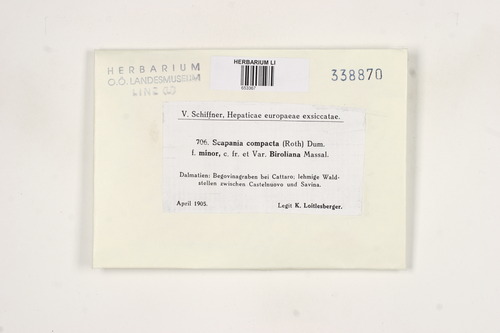 HERBARIUM
O.Ö. LANDESMUSEUM
LINZ
HERBARIUM LI
338870
V. Schiffner, Hepaticae europaeae exsiccatae.
706. Scapania compacta (Roth) Dum.
f. minor, c. fr. et Var. Biroliana Massal.
Dalmatien: Begovinagraben bei Cattaro; lehmige Wald-
stellen zwischen Castelnuovo und Savina.
April 1905.
Legit K. Loitlesberger.